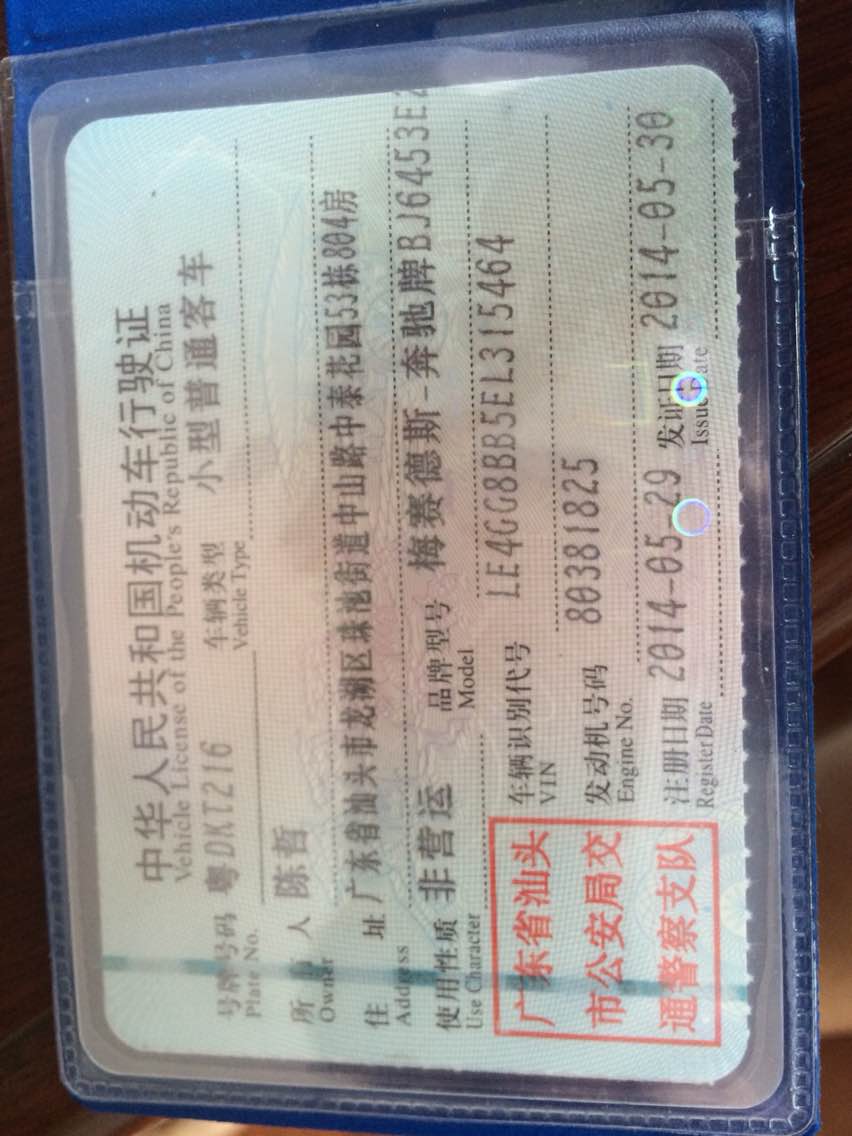 中华人民共和国机动车行驶证
Vehicle License of the People's Republic of China
号牌号码 粤DKT216 车辆类型 小型普通客车
Plate No. Vehicle Type
所有人 陈哲
Owner
住址 广东省汕头市龙湖区珠池街道中山路中泰花园53栋804房
Address
使用性质 非营运 品牌型号 梅赛德斯-奔驰牌BJ6453E
Use Character Model
车辆识别代号 LE4GG8BB5EL315464
VIN
发动机号码 80381825
Engine No.
注册日期 2014-05-29 发证日期 2014-05-30
Register Date Issue Date
广东省汕头
市公安局交
通警察支队